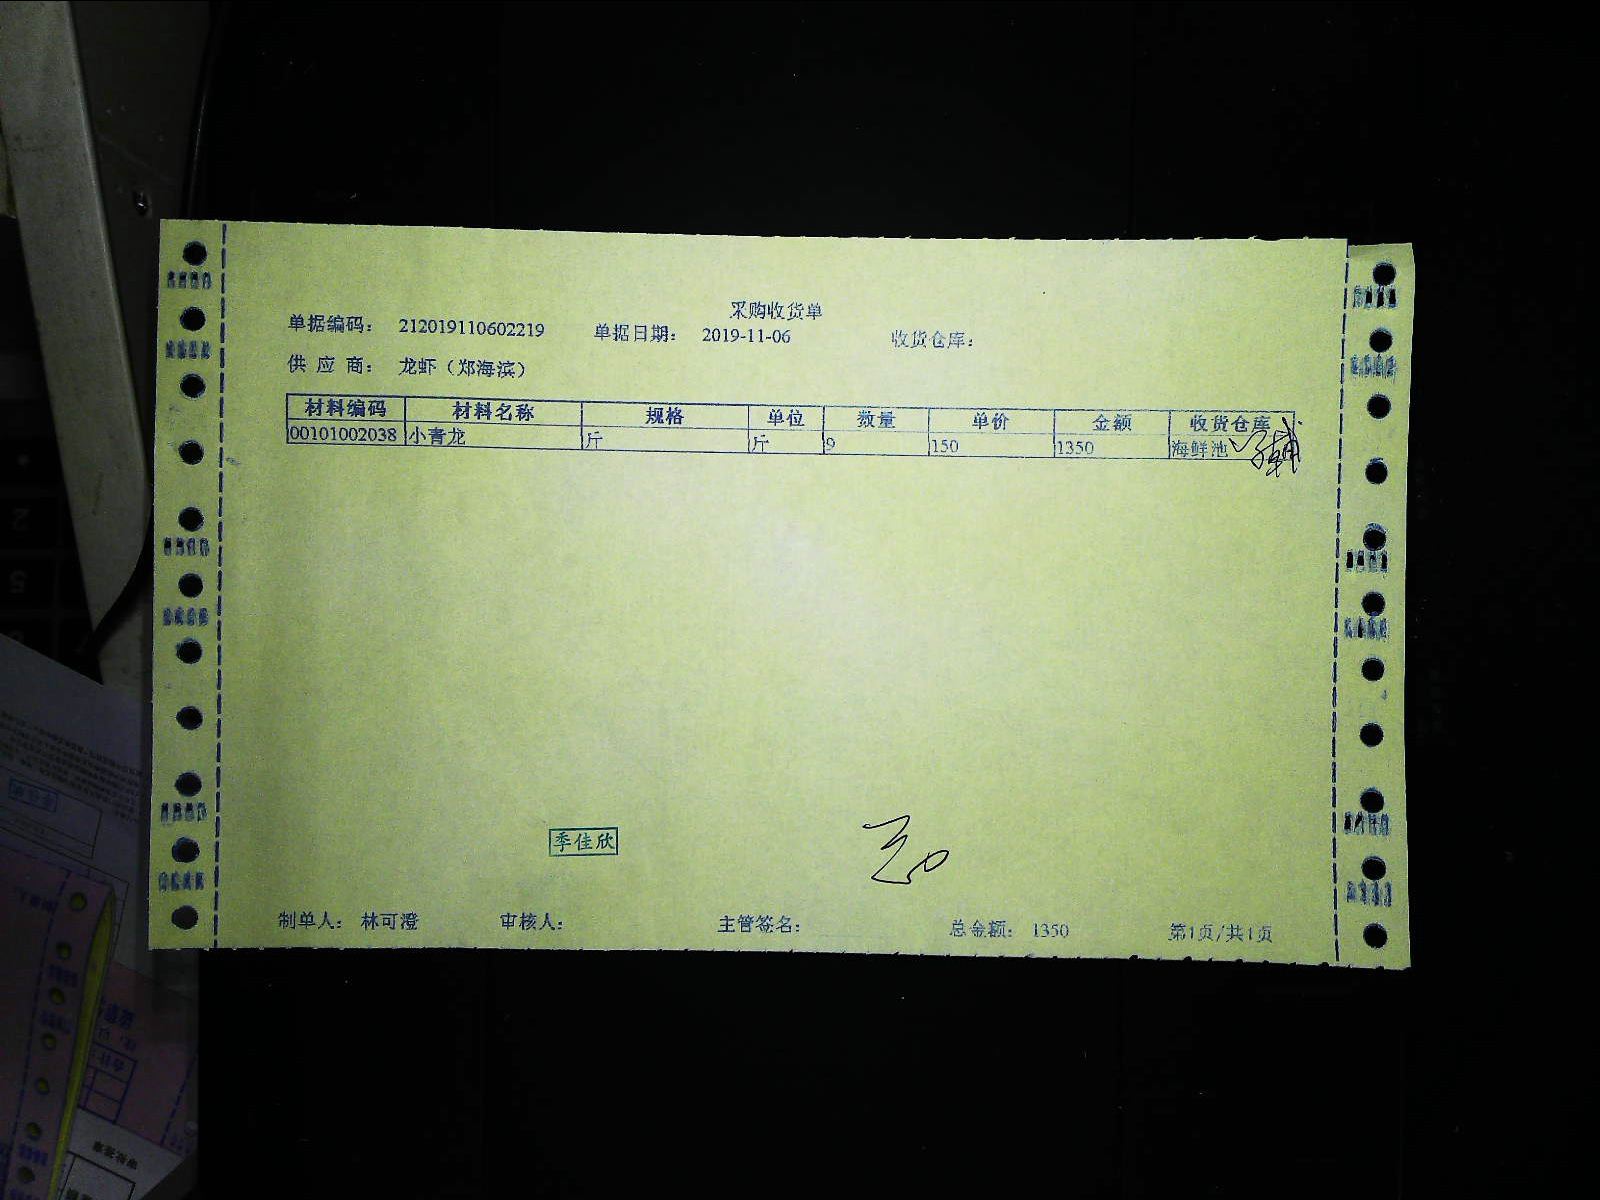 采购收货单
单据编码： 212019110602219 单据日期： 2019-11-06 收货仓库：
供 应 商： 龙虾（郑海滨）
材料编码 材料名称 规格 单位 数量 单价 金额 收货仓库
00101002038 小青龙 斤 斤 9 150 1350 海鲜池
季佳欣
制单人： 林可澄 审核人： 主管签名： 总金额： 1350 第1页/共1页